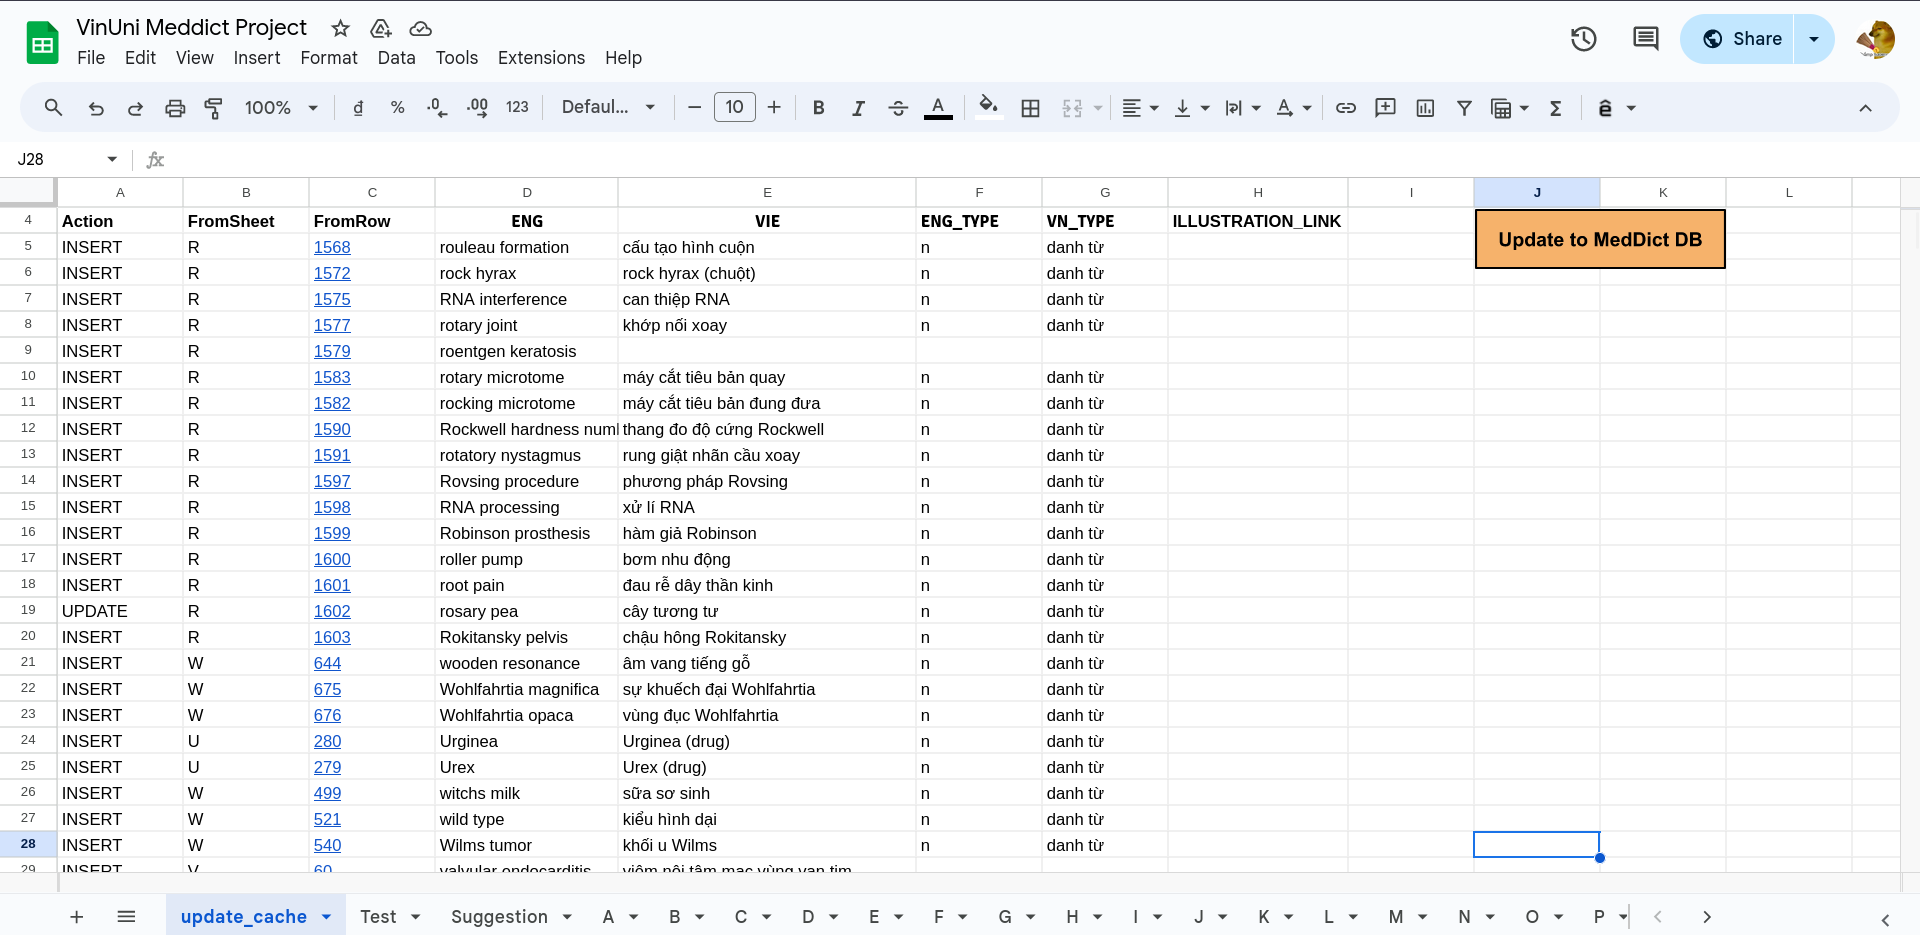 VinUni Meddict Project
File Edit View Insert Format Data Tools Extensions Help
Share
100% đ % .0 .00 123 Defaul... 10 B I A
J28 fx
A B C D E F G H I J K L
4 Action FromSheet FromRow ENG VIE ENG_TYPE VN_TYPE ILLUSTRATION_LINK
Update to MedDict DB
5 INSERT R 1568 rouleau formation cấu tạo hình cuộn n danh từ
6 INSERT R 1572 rock hyrax rock hyrax (chuột) n danh từ
7 INSERT R 1575 RNA interference can thiệp RNA n danh từ
8 INSERT R 1577 rotary joint khớp nối xoay n danh từ
9 INSERT R 1579 roentgen keratosis
10 INSERT R 1583 rotary microtome máy cắt tiêu bản quay n danh từ
11 INSERT R 1582 rocking microtome máy cắt tiêu bản đung đưa n danh từ
12 INSERT R 1590 Rockwell hardness thang đo độ cứng Rockwell n danh từ
13 INSERT R 1591 rotatory nystagmus rung giật nhãn cầu xoay n danh từ
14 INSERT R 1597 Rovsing procedure phương pháp Rovsing n danh từ
15 INSERT R 1598 RNA processing xử lí RNA n danh từ
16 INSERT R 1599 Robinson prosthesis hàm giả Robinson n danh từ
17 INSERT R 1600 roller pump bơm nhu động n danh từ
18 INSERT R 1601 root pain đau rễ dây thần kinh n danh từ
19 UPDATE R 1602 rosary pea cây tương tư n danh từ
20 INSERT R 1603 Rokitansky pelvis chậu hông Rokitansky n danh từ
21 INSERT W 644 wooden resonance âm vang tiếng gỗ n danh từ
22 INSERT W 675 Wohlfahrtia magnifica sự khuếch đại Wohlfahrtia n danh từ
23 INSERT W 676 Wohlfahrtia opaca vùng đục Wohlfahrtia n danh từ
24 INSERT U 280 Urginea Urginea (drug) n danh từ
25 INSERT U 279 Urex Urex (drug) n danh từ
26 INSERT W 499 witchs milk sữa sơ sinh n danh từ
27 INSERT W 521 wild type kiểu hình dại n danh từ
28 INSERT W 540 Wilms tumor khối u Wilms n danh từ
29 INSERT V 60 valvular endocarditis viêm nội tâm mạc vùng van tim
update_cache Test Suggestion A B C D E F G H I J K L M N O P